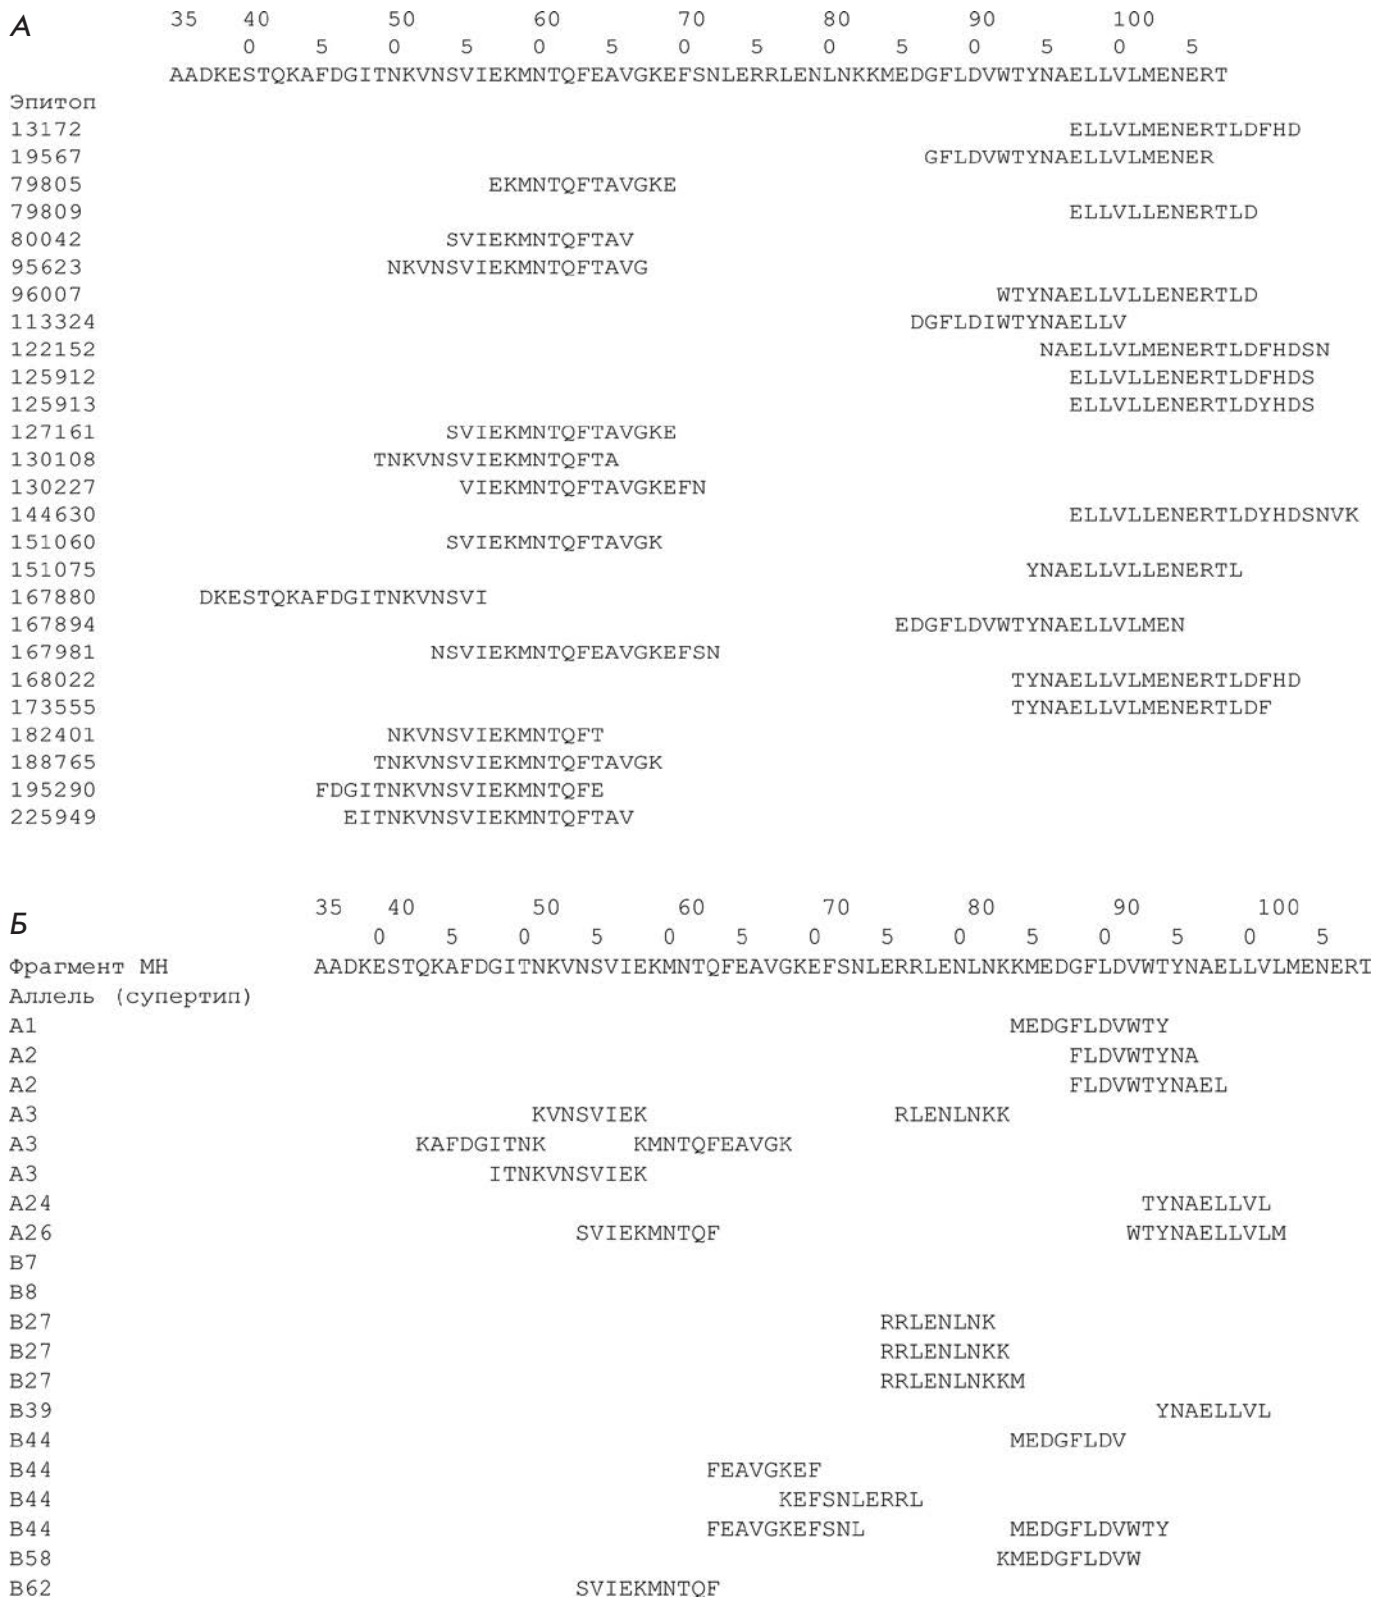 А
35 40 50 60 70 80 90 100
0 5 0 5 0 5 0 5 0 5 0 5 0 5
AADKESTQKAFDGITNKVNSVIEKMNTQFEAVGKEFSNLERRLENLNKKMEDGFLDVWTYNAELLVLMENERT
Эпитоп
13172 ELLVLMENERTLDFHD
19567 GFLDVWTYNAELLVLMENER
79805 EKMNTQFTAVGKE
79809 ELLVLLENERTLD
80042 SVIEKMNTQFTAV
95623 NKVNSVIEKMNTQFTAVG
96007 WTYNAELLVLLENERTLD
113324 DGFLDIWTYNAELLV
122152 NAELLVLMENERTLDFHDSN
125912 ELLVLLENERTLDFHDS
125913 ELLVLLENERTLDYHDS
127161 SVIEKMNTQFTAVGKE
130108 TNKVNSVIEKMNTQFTA
130227 VIEKMNTQFTAVGKEFN
144630 ELLVLLENERTLDYHDSNVK
151060 SVIEKMNTQFTAVGK
151075 YNAELLVLLENERTL
167880 DKESTQKAFDGITNKVNSVI
167894 EDGFLDVWTYNAELLVLMEN
167981 NSVIEKMNTQFEAVGKEFSN
168022 TYNAELLVLMENERTLDFHD
173555 TYNAELLVLMENERTLDF
182401 NKVNSVIEKMNTQFT
188765 TNKVNSVIEKMNTQFTAVGK
195290 FDGITNKVNSVIEKMNTQFE
225949 EITNKVNSVIEKMNTQFTAV
Б
35 40 50 60 70 80 90 100
0 5 0 5 0 5 0 5 0 5 0 5 0 5
Фрагмент МН AADKESTQKAFDGITNKVNSVIEKMNTQFEAVGKEFSNLERRLENLNKKMEDGFLDVWTYNAELLVLMENERT
Аллель (супертип)
A1 MEDGFLDVWTY
A2 FLDVWTYNA
A2 FLDVWTYNAEL
A3 KVNSVIEK RLENLNKK
A3 KAFDGITNK KMNTQFEAVGK
A3 ITNKVNSVIEK
A24 TYNAELLVL
A26 SVIEKMNTQF WTYNAELLVLM
B7
B8
B27 RRLENLNK
B27 RRLENLNKK
B27 RRLENLNKKM
B39 YNAELLVL
B44 MEDGFLDV
B44 FEAVGKEF
B44 KEFSNLERRL
B44 FEAVGKEFSNL MEDGFLDVWTY
B58 KMEDGFLDVW
B62 SVIEKMNTQF